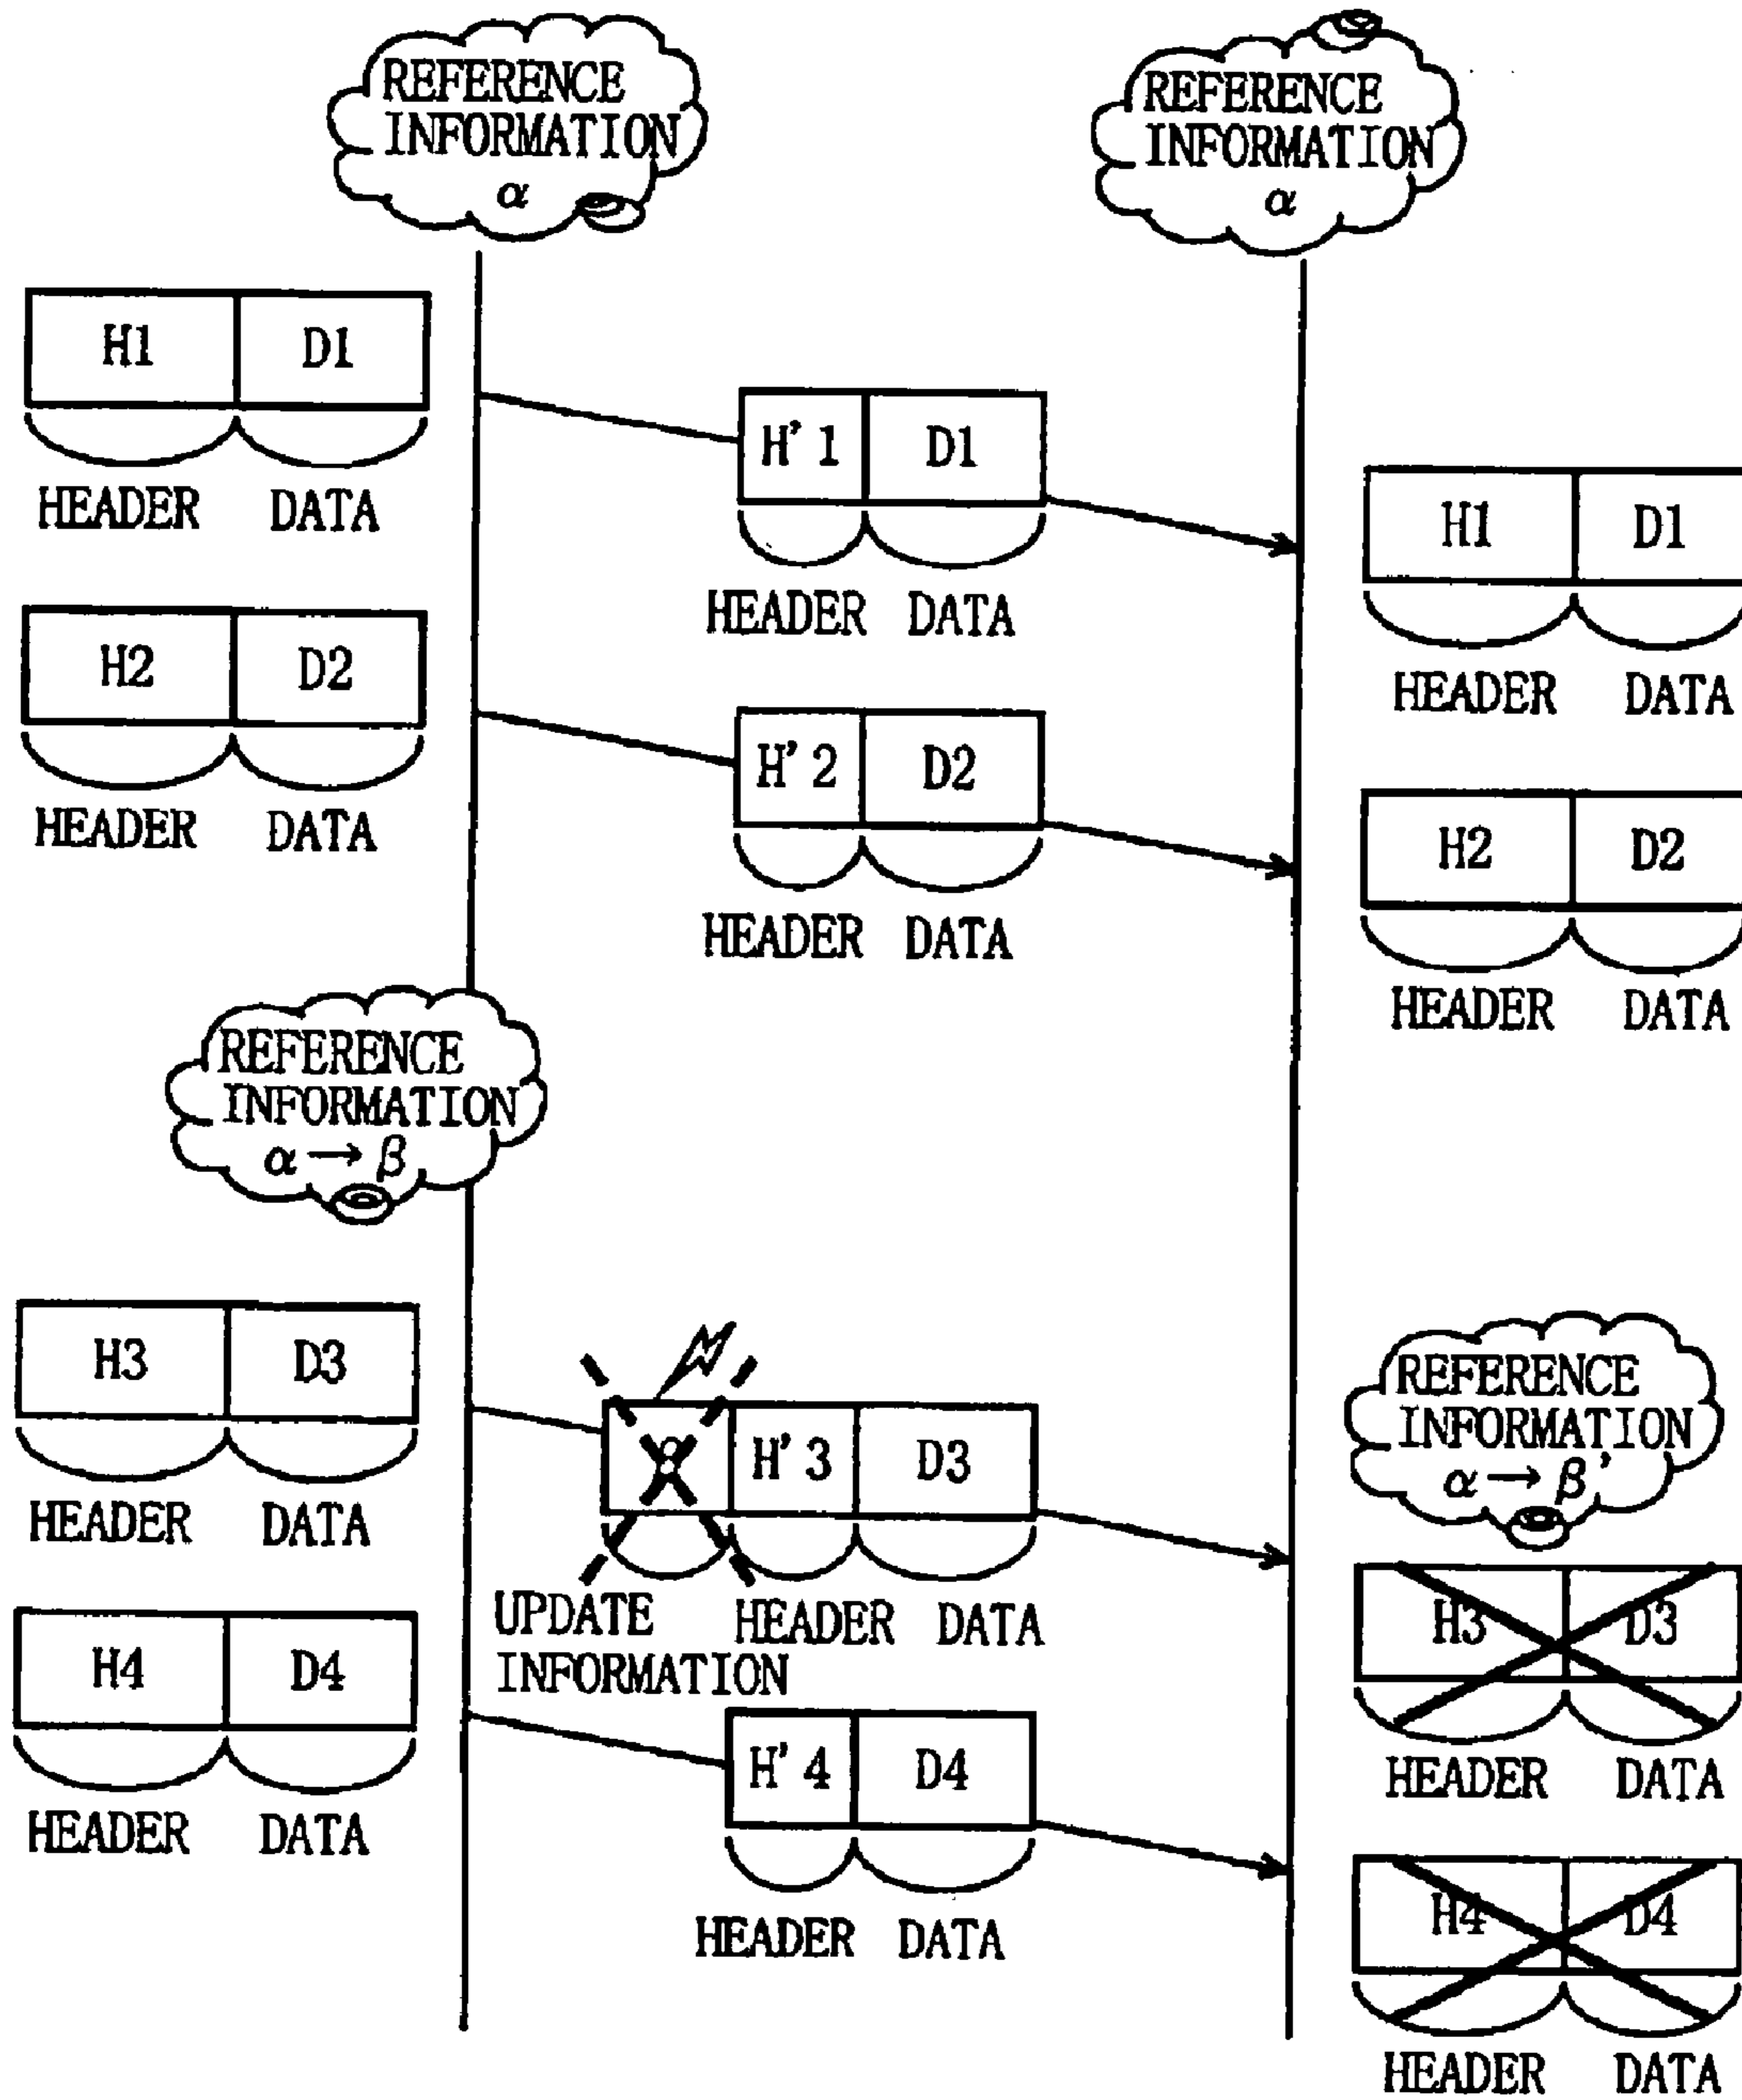 REFERENCE
INFORMATION
α
REFERENCE
INFORMATION
α
H1 D1
HEADER DATA
H'1 D1
HEADER DATA
H1 D1
HEADER DATA
H2 D2
HEADER DATA
H'2 D2
HEADER DATA
H2 D2
HEADER DATA
REFERENCE
INFORMATION
α → β
H3 D3
HEADER DATA
H'3 D3
UPDATE
INFORMATION
HEADER DATA
REFERENCE
INFORMATION
α → β'
H3 D3
HEADER DATA
H4 D4
HEADER DATA
H'4 D4
HEADER DATA
H4 D4
HEADER DATA